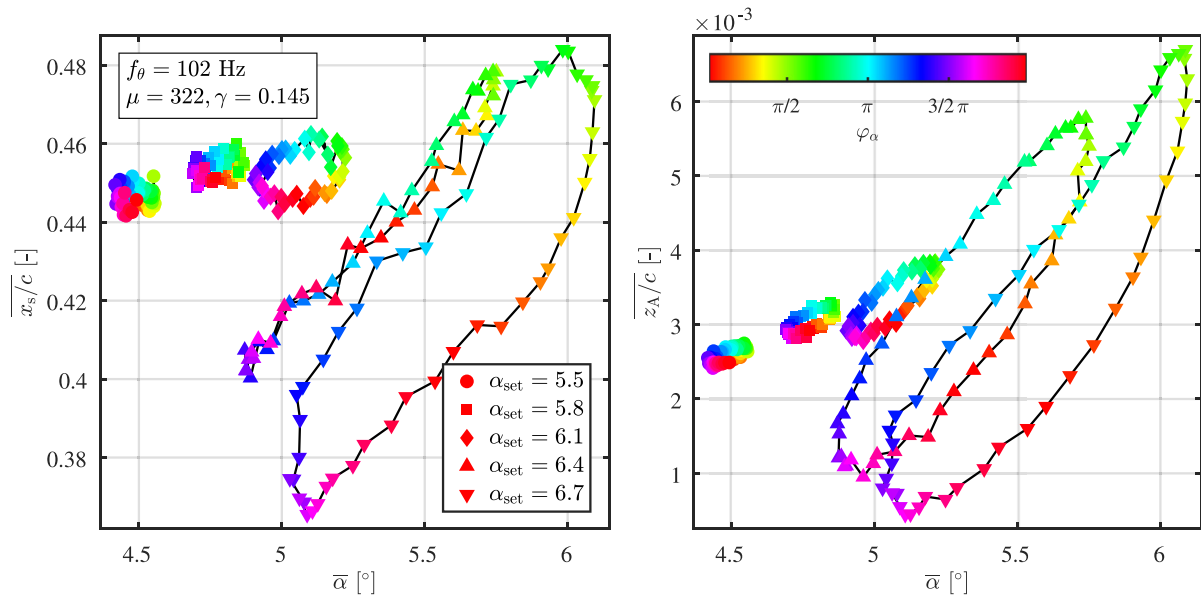 f_θ = 102 Hz
μ = 322, γ = 0.145
0.48
0.46
0.44
0.42
0.4
0.38
x_s/c [-]
4.5 5 5.5 6
α [°]
α_set = 5.5
α_set = 5.8
α_set = 6.1
α_set = 6.4
α_set = 6.7
×10⁻³
π/2 π 3/2 π
φ_α
6
5
4
3
2
1
z_A/c [-]
4.5 5 5.5 6
α [°]